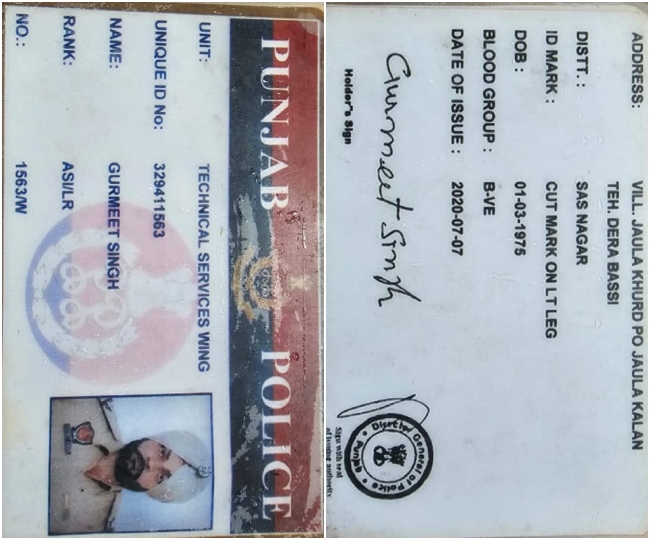 PUNJAB POLICE
UNIT: TECHNICAL SERVICES WING
UNIQUE ID No: 329411563
NAME: GURMEET SINGH
RANK: ASI/LR
NO.: 1563/W
ADDRESS: VILL. JAULA KHURD PO JAULA KALAN
TEH. DERA BASSI
DISTT. : SAS NAGAR
ID MARK : CUT MARK ON LT LEG
DOB : 01-03-1975
BLOOD GROUP : B-VE
DATE OF ISSUE : 2020-07-07
Gurmeet Singh
Holder's Sign
Director General of Police
Punjab
Sign with seal
of issuing authority